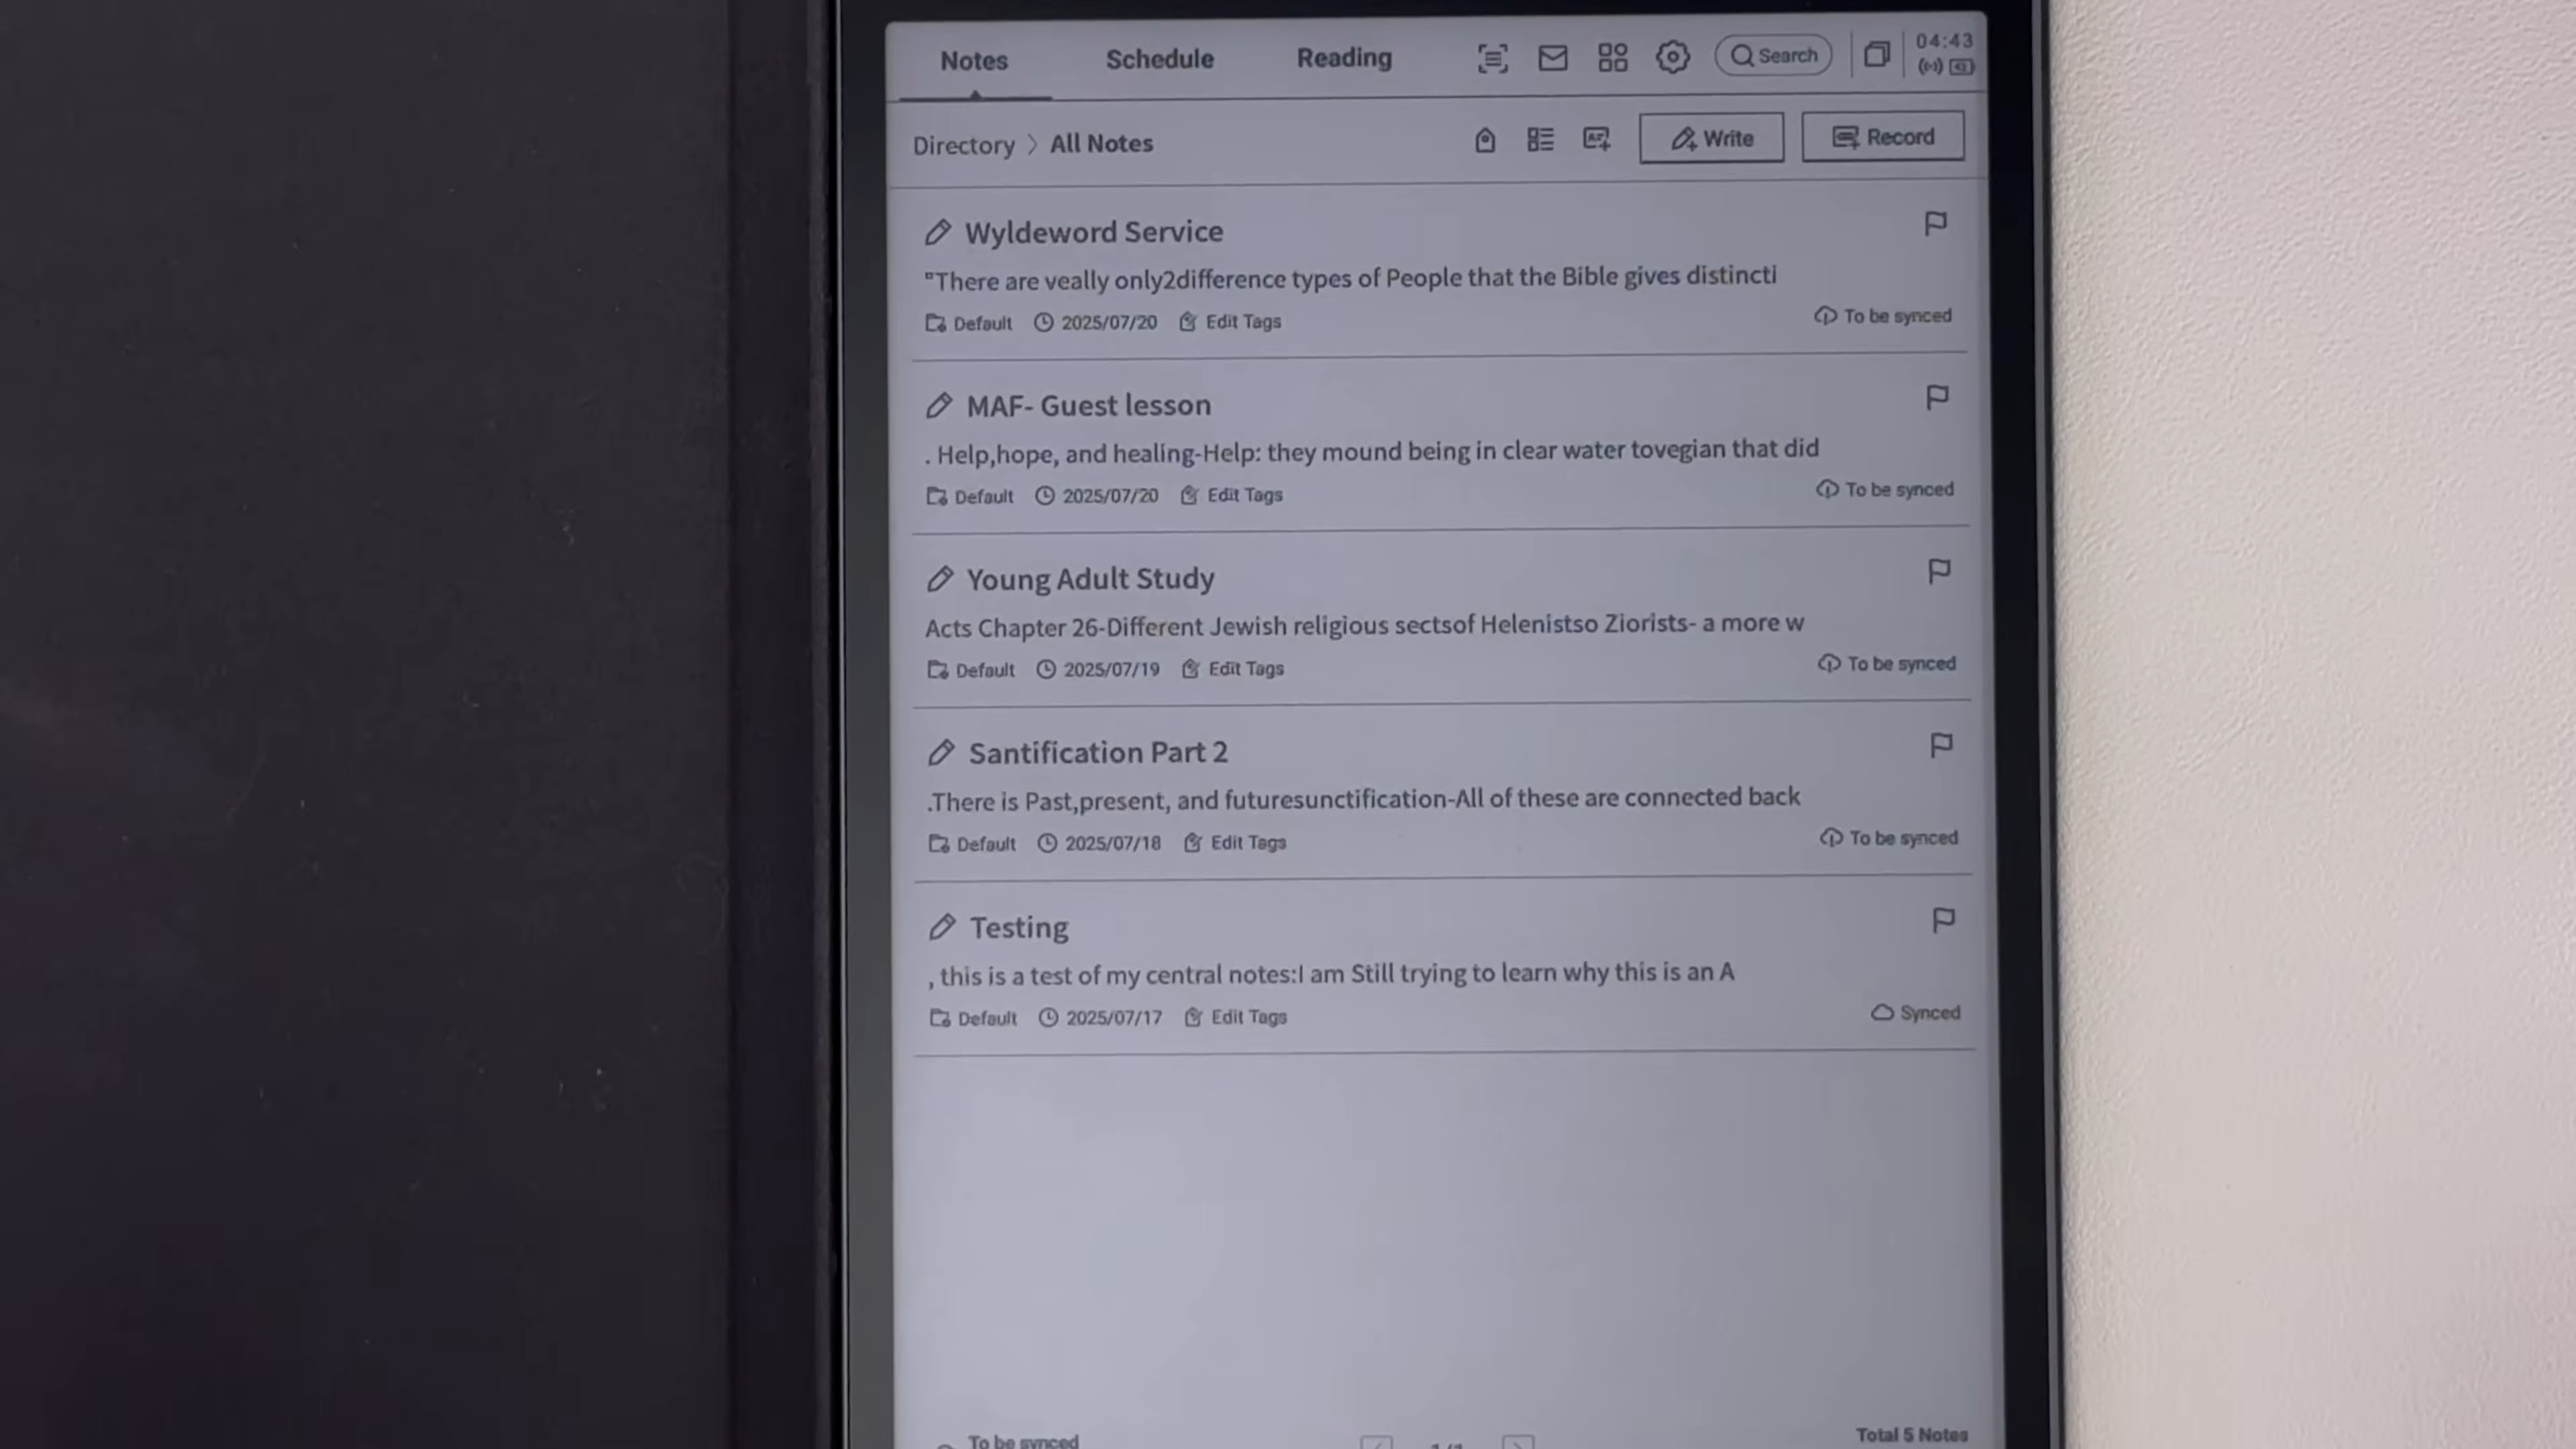 Notes Schedule Reading Search 04:43
Directory > All Notes Write Record
Wyldeword Service
"There are veally only2difference types of People that the Bible gives distincti
Default 2025/07/20 Edit Tags To be synced
MAF- Guest lesson
. Help,hope, and healing-Help: they mound being in clear water tovegian that did
Default 2025/07/20 Edit Tags To be synced
Young Adult Study
Acts Chapter 26-Different Jewish religious sectsof Helenistso Ziorists- a more w
Default 2025/07/19 Edit Tags To be synced
Santification Part 2
.There is Past,present, and futuresunctification-All of these are connected back
Default 2025/07/18 Edit Tags To be synced
Testing
, this is a test of my central notes:I am Still trying to learn why this is an A
Default 2025/07/17 Edit Tags Synced
To be synced Total 5 Notes